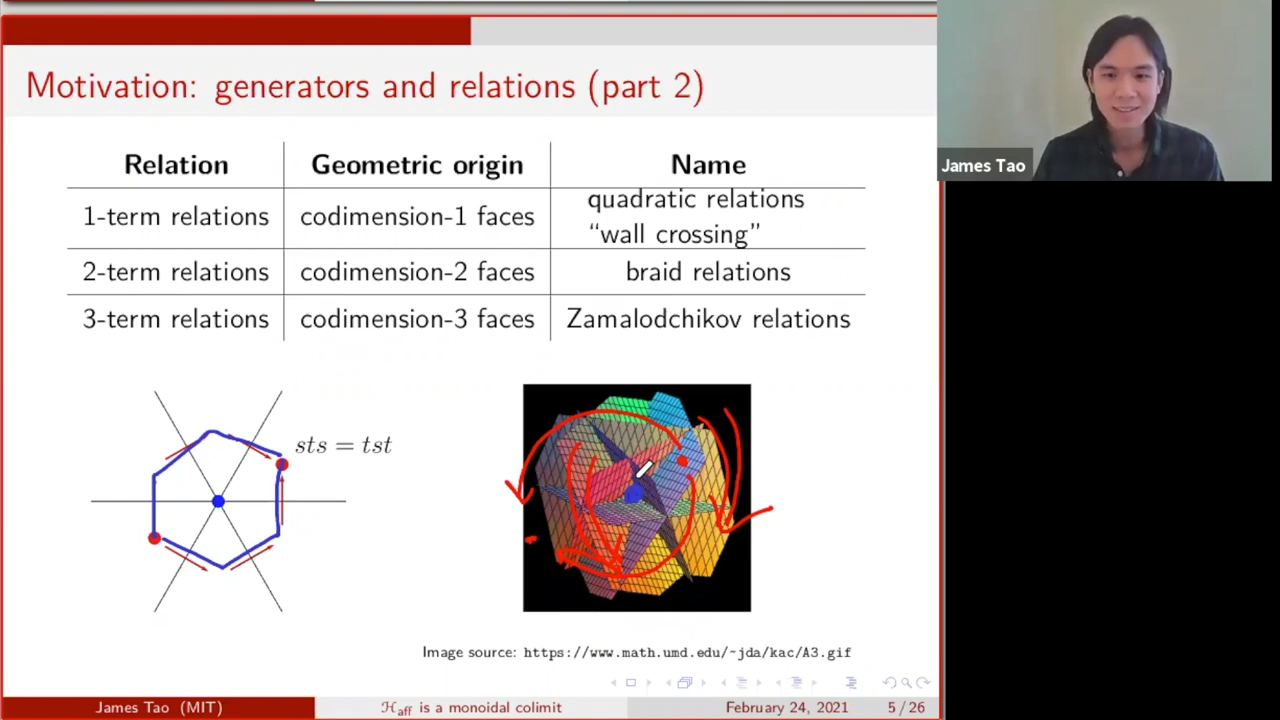 Motivation: generators and relations (part 2)
Relation Geometric origin Name
1-term relations codimension-1 faces quadratic relations
“wall crossing”
2-term relations codimension-2 faces braid relations
3-term relations codimension-3 faces Zamalodchikov relations
sts = tst
Image source: https://www.math.umd.edu/~jda/kac/A3.gif
James Tao (MIT) ℋaff is a monoidal colimit February 24, 2021 5 / 26
James Tao